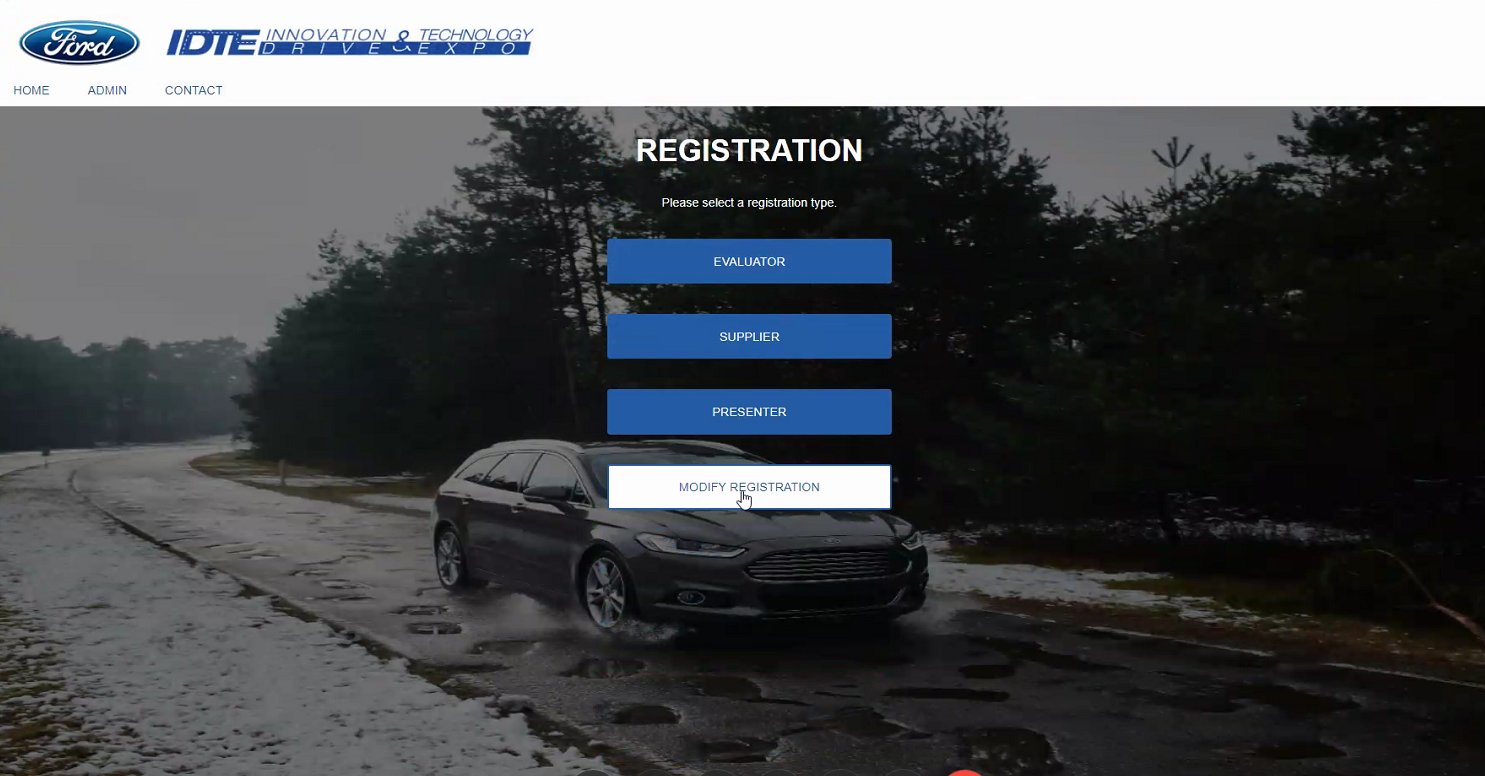 Ford
IDTE INNOVATION & TECHNOLOGY
DRIVE & EXPO
HOME ADMIN CONTACT
REGISTRATION
Please select a registration type.
EVALUATOR
SUPPLIER
PRESENTER
MODIFY REGISTRATION